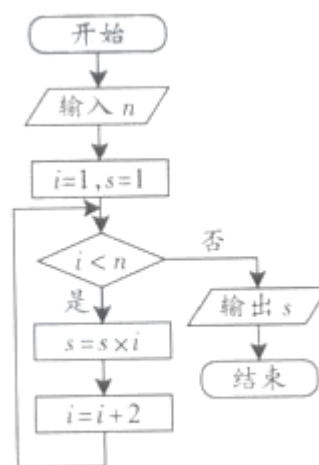 开始
输入 n
i=1,s=1
i<n
否
是
输出 s
s=s×i
结束
i=i+2